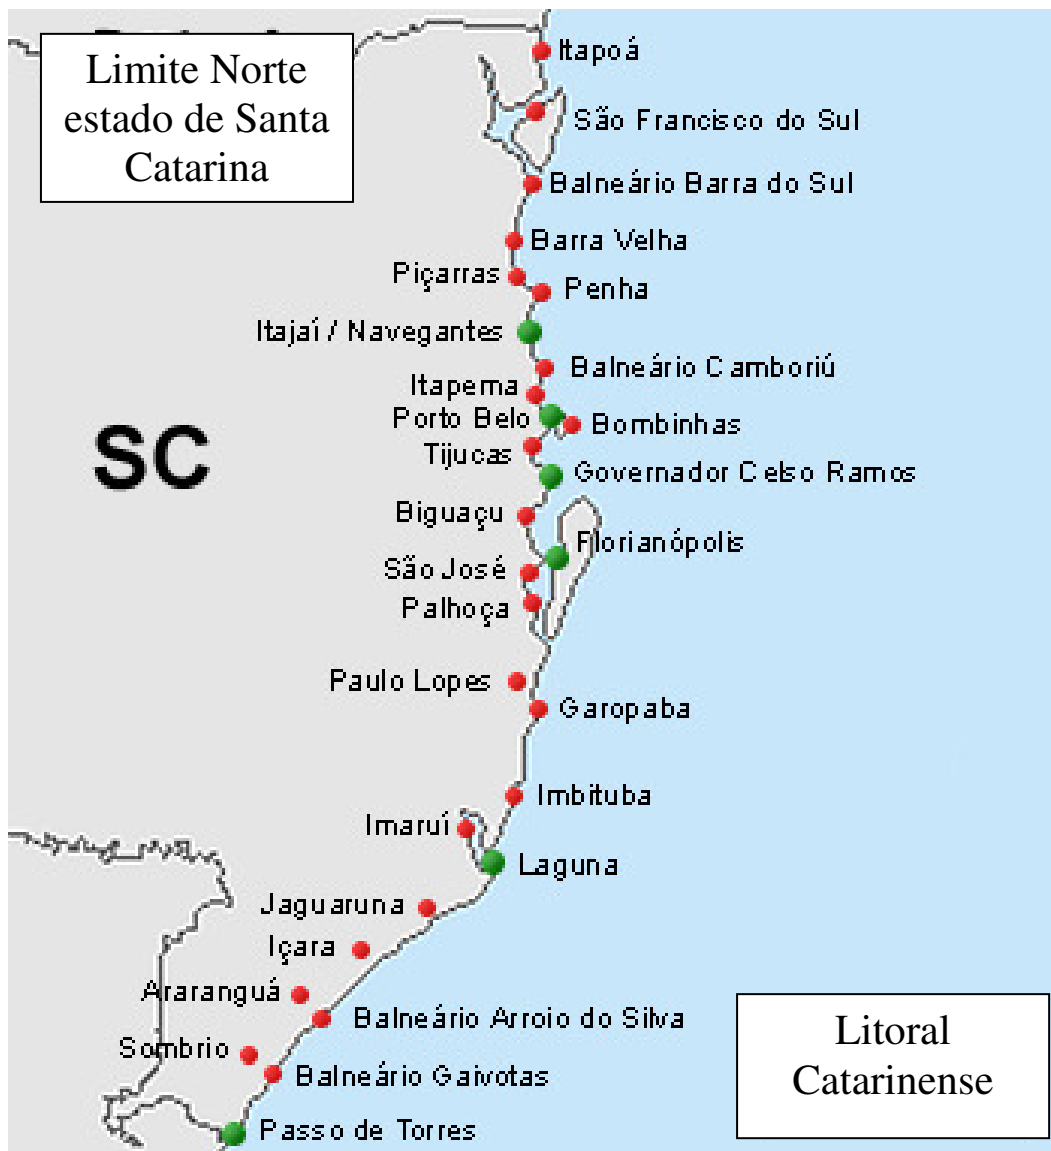 Limite Norte
estado de Santa
Catarina
Itapoá
São Francisco do Sul
Balneário Barra do Sul
Barra Velha
Piçarras
Penha
Itajaí / Navegantes
Balneário Camboriú
Itapema
Porto Belo
Bombinhas
Tijucas
Governador Celso Ramos
SC
Biguaçu
Florianópolis
São José
Palhoça
Paulo Lopes
Garopaba
Imbituba
Imaruí
Laguna
Jaguaruna
Içara
Araranguá
Balneário Arroio do Silva
Sombrio
Balneário Gaivotas
Passo de Torres
Litoral
Catarinense